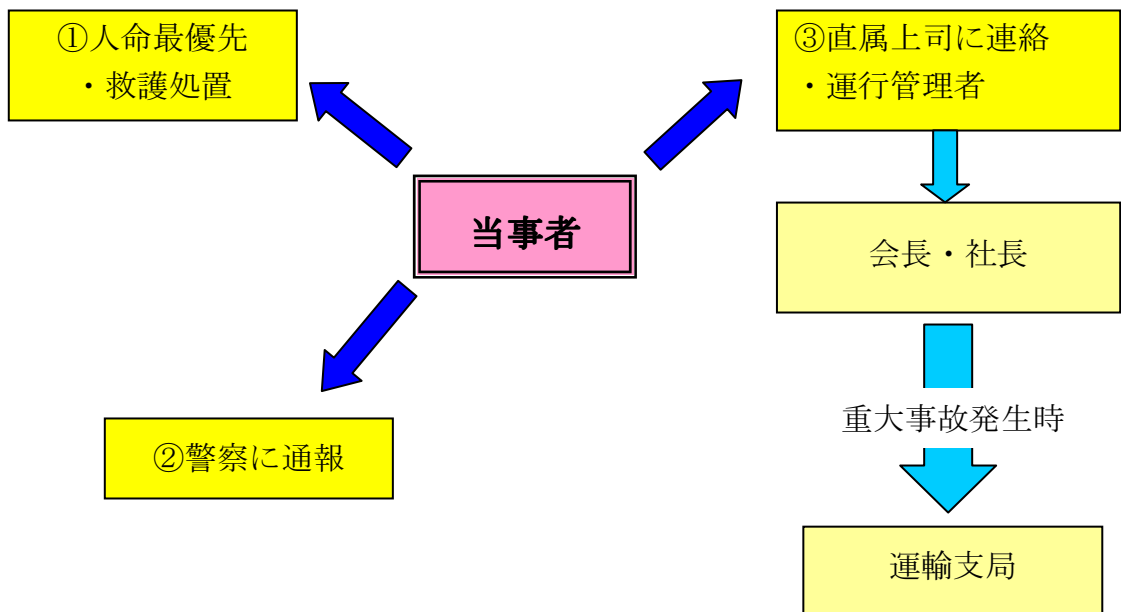 ①人命最優先
・救護処置
③直属上司に連絡
・運行管理者
当事者
会長・社長
②警察に通報
重大事故発生時
運輸支局